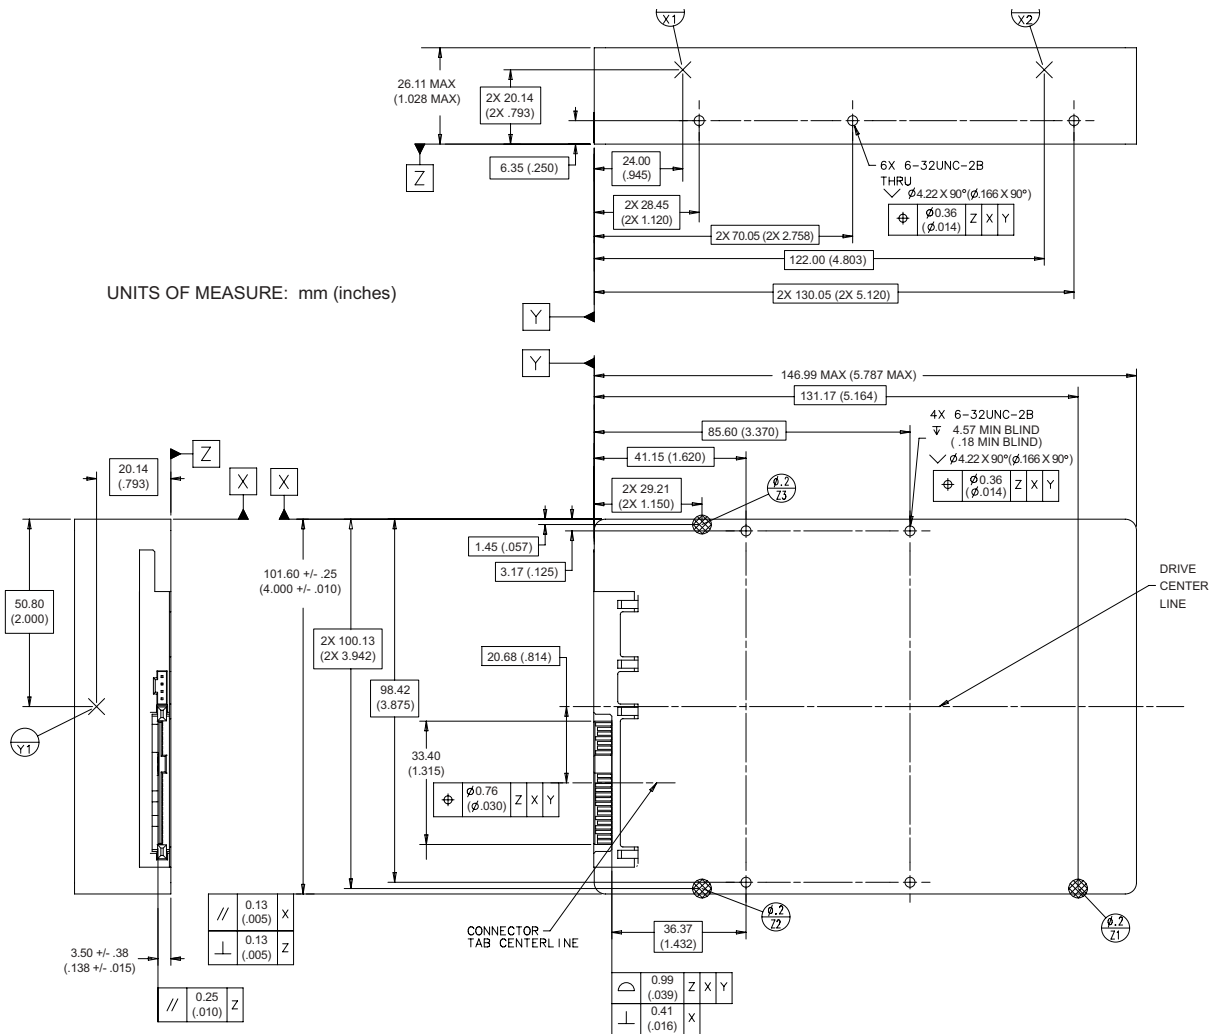 X1
X2
26.11 MAX
(1.028 MAX)
2X 20.14
(2X .793)
Z
6.35 (.250)
24.00
(.945)
6X 6-32UNC-2B
THRU
Ø4.22 X 90°(Ø.166 X 90°)
Ø0.36
(Ø.014)
Z X Y
2X 28.45
(2X 1.120)
2X 70.05 (2X 2.758)
122.00 (4.803)
2X 130.05 (2X 5.120)
UNITS OF MEASURE: mm (inches)
Y
Y
146.99 MAX (5.787 MAX)
131.17 (5.164)
4X 6-32UNC-2B
4.57 MIN BLIND
( .18 MIN BLIND)
Ø4.22 X 90°(Ø.166 X 90°)
Ø0.36
(Ø.014)
Z X Y
85.60 (3.370)
41.15 (1.620)
2X 29.21
(2X 1.150)
Ø.2
Z3
Z
20.14
(.793)
X
X
1.45 (.057)
3.17 (.125)
101.60 +/- .25
(4.000 +/- .010)
DRIVE
CENTER
LINE
50.80
(2.000)
2X 100.13
(2X 3.942)
20.68 (.814)
98.42
(3.875)
Y1
33.40
(1.315)
Ø0.76
(Ø.030)
Z X Y
// 0.13
(.005)
X
⊥ 0.13
(.005)
Z
CONNECTOR
TAB CENTERLINE
Ø.2
Z2
Ø.2
Z1
36.37
(1.432)
3.50 +/- .38
(.138 +/- .015)
// 0.25
(.010)
Z
0.99
(.039)
Z X Y
⊥ 0.41
(.016)
X